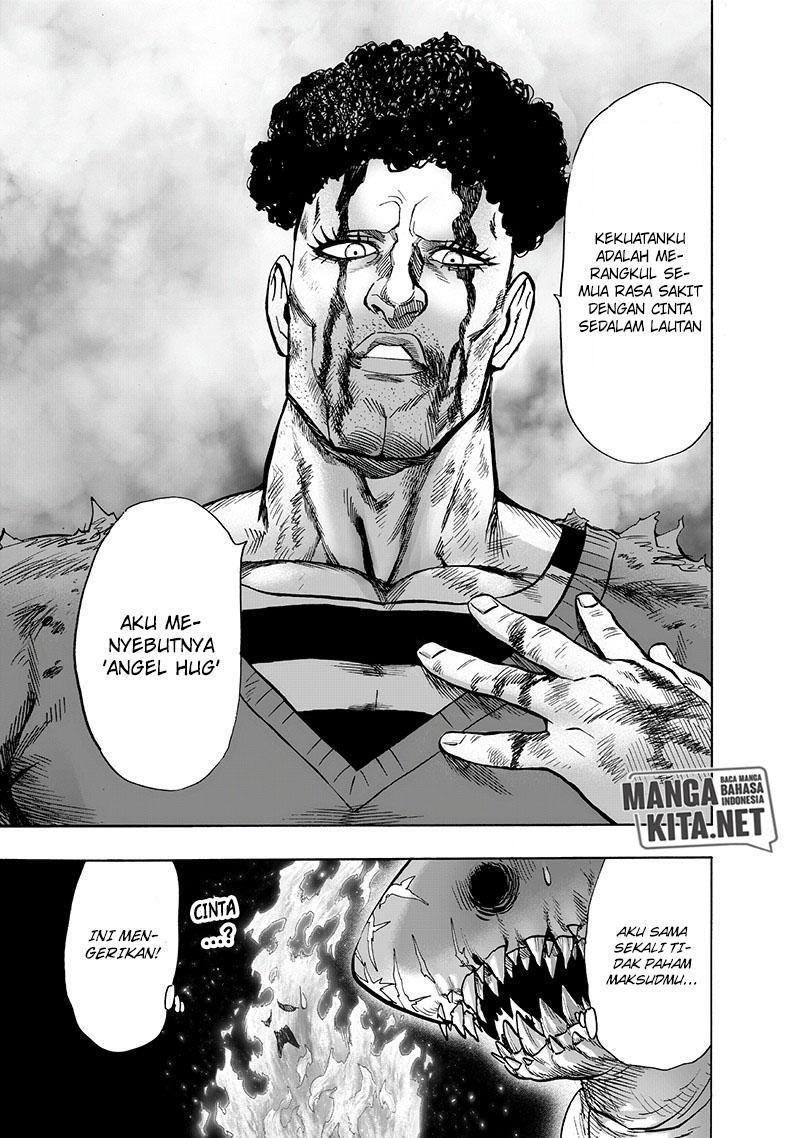 KEKUATANKU
ADALAH ME-
RANGKUL SE-
MUA RASA SAKIT
DENGAN CINTA
SEDALAM LAUTAN
AKU ME-
NYEBUTNYA
'ANGEL HUG'
MANGA
KITA.NET
BACA MANGA
BAHASA
INDONESIA
AKU SAMA
SEKALI TI-
DAK PAHAM
MAKSUDMU...
CINTA
...?
INI MEN-
GERIKAN!